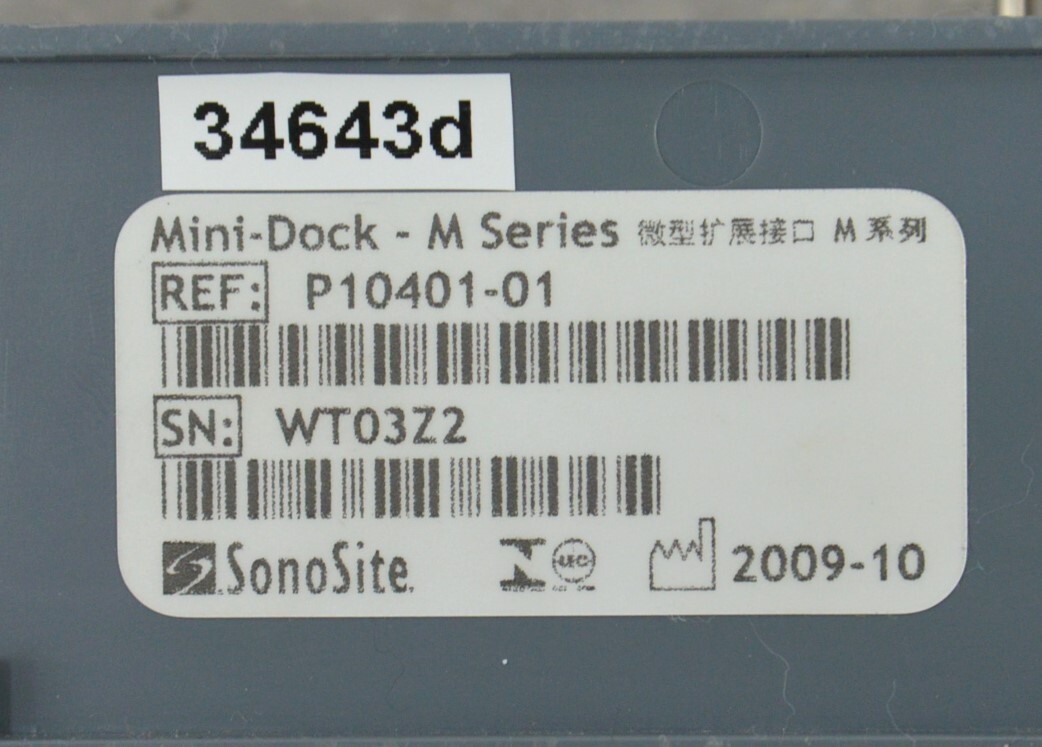 34643d
Mini-Dock - M Series 微型扩展接口 M 系列
REF: P10401-01
SN: WT03Z2
SonoSite. 2009-10